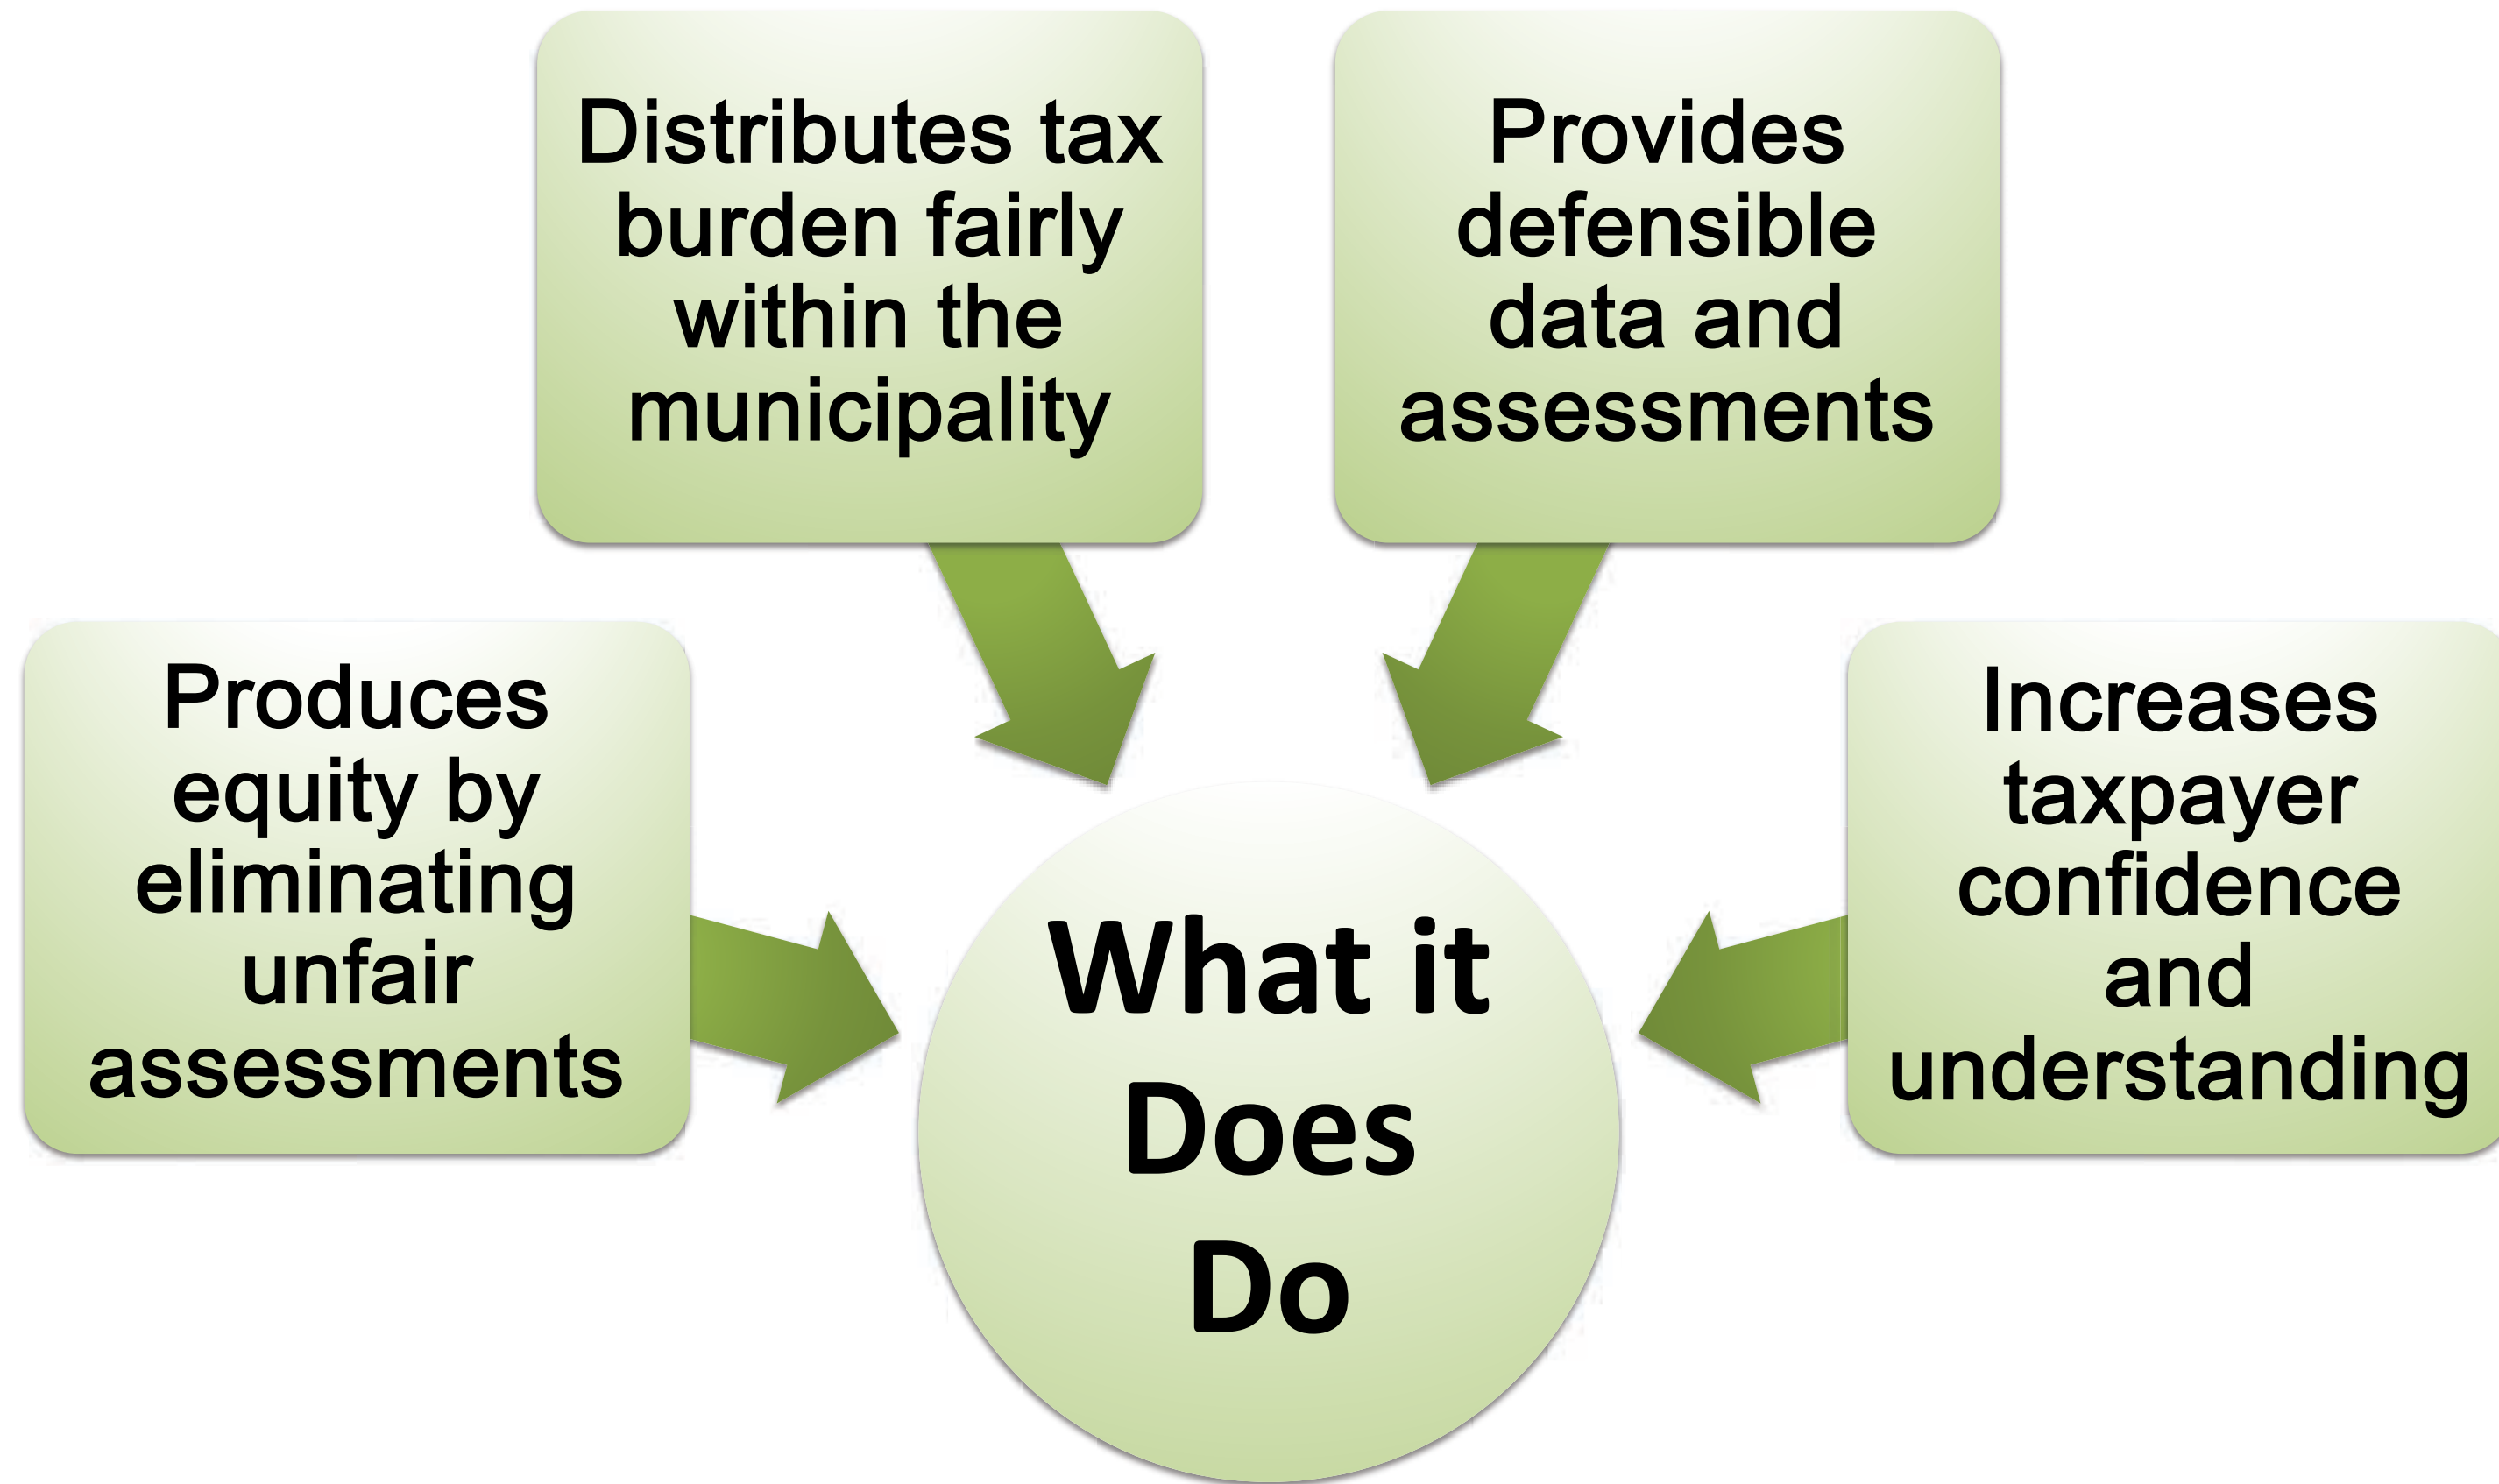 Distributes tax
burden fairly
within the
municipality
Provides
defensible
data and
assessments
Produces
equity by
eliminating
unfair
assessments
Increases
taxpayer
confidence
and
understanding
What it
Does
Do